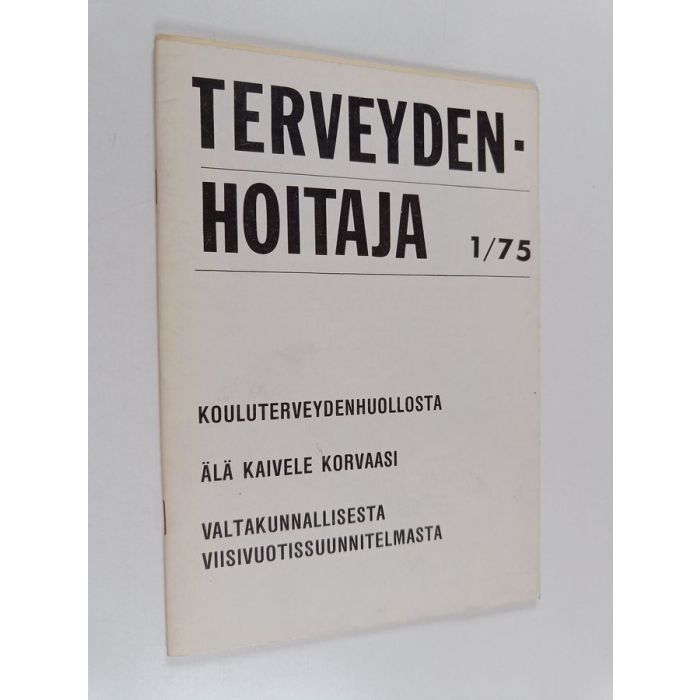 TERVEYDEN-
HOITAJA 1/75
KOULUTERVEYDENHUOLLOSTA
ÄLÄ KAIVELE KORVAASI
VALTAKUNNALLISESTA
VIISIVUOTISSUUNNITELMASTA